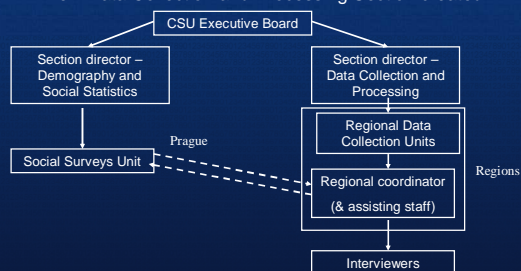 CSU Executive Board
Section director –
Demography and
Social Statistics
Section director –
Data Collection and
Processing
Regional Data
Collection Units
Prague
Social Surveys Unit
Regional coordinator
(& assisting staff)
Regions
Interviewers